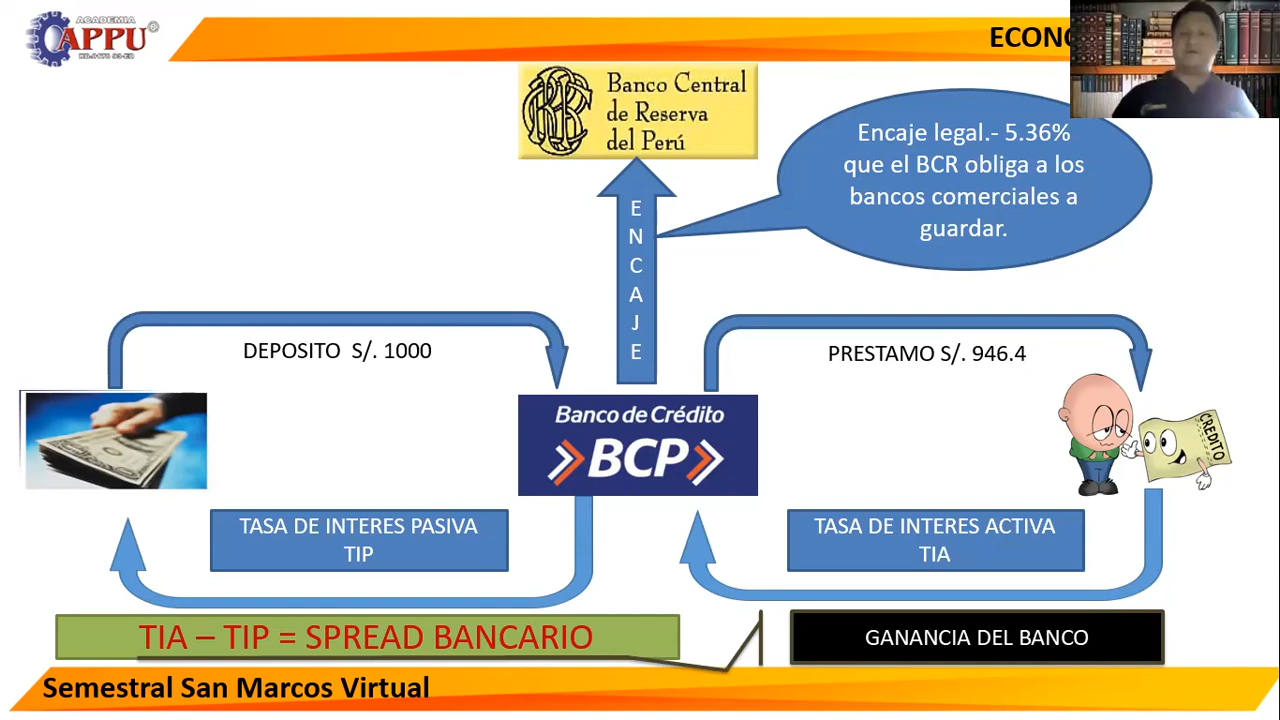 ACADEMIA
APPU
ECONO
Banco Central
de Reserva
del Perú
Encaje legal.- 5.36%
que el BCR obliga a los
bancos comerciales a
guardar.
E
N
C
A
J
E
DEPOSITO S/. 1000
PRESTAMO S/. 946.4
Banco de Crédito
BCP
CREDITO
TASA DE INTERES PASIVA
TIP
TASA DE INTERES ACTIVA
TIA
TIA – TIP = SPREAD BANCARIO
GANANCIA DEL BANCO
Semestral San Marcos Virtual